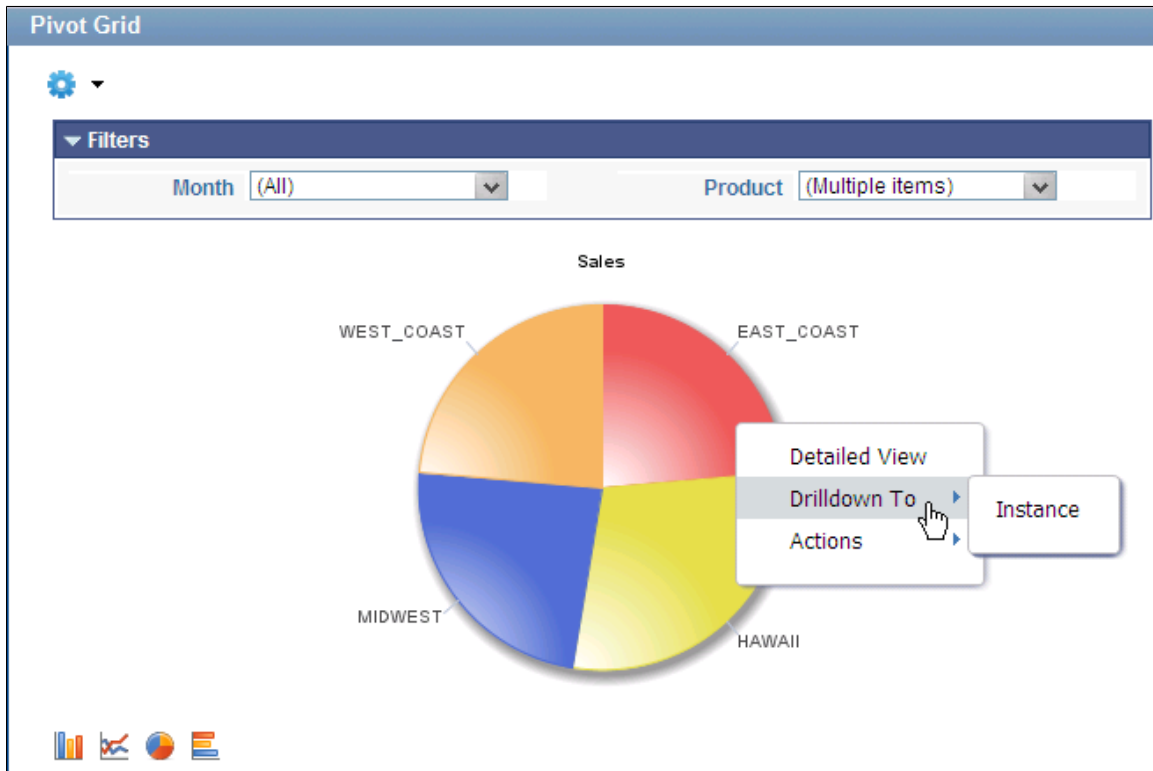 Pivot Grid
Filters
Month (All) Product (Multiple items)
Sales
WEST_COAST EAST_COAST
Detailed View
Drilldown To Instance
Actions
MIDWEST
HAWAII